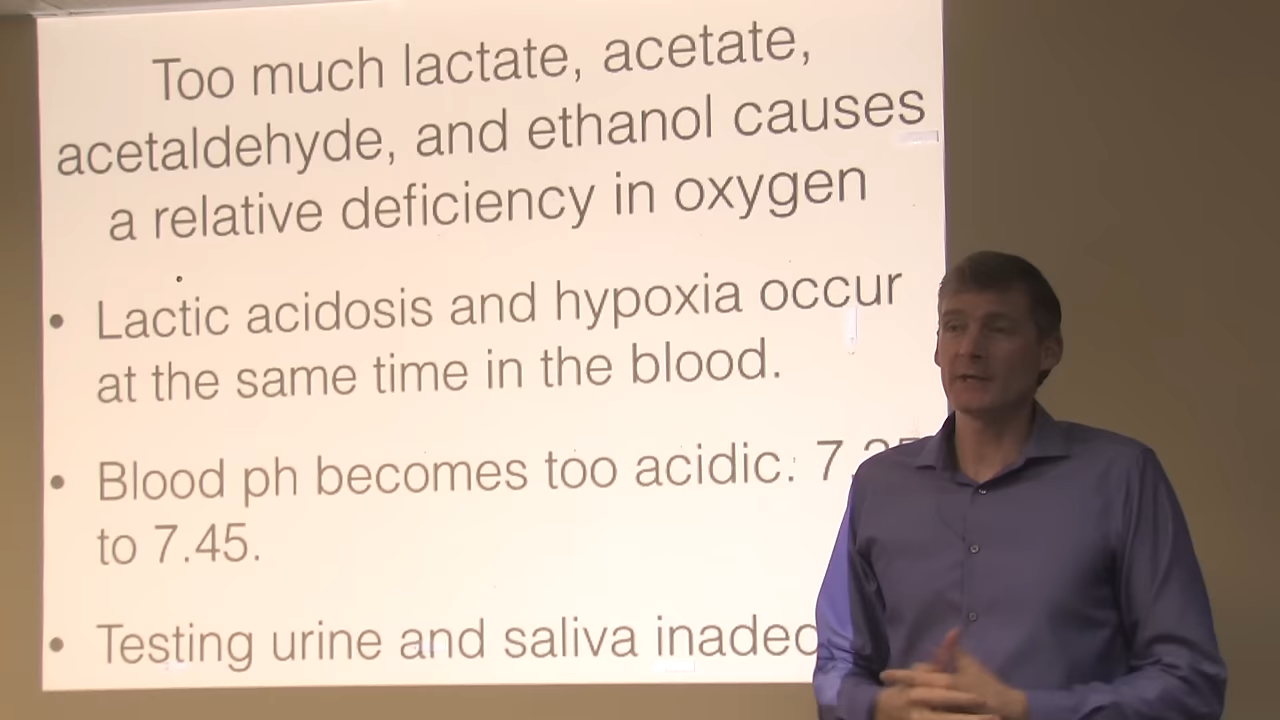 Too much lactate, acetate,
acetaldehyde, and ethanol causes
a relative deficiency in oxygen
• Lactic acidosis and hypoxia occur
at the same time in the blood.
• Blood ph becomes too acidic:
to 7.45.
• Testing urine and saliva